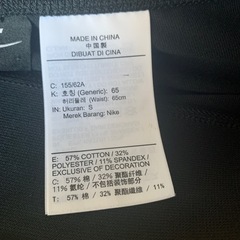 MADE IN CHINA
中国製
DIBUAT DI CINA
C: 155/62A
K: 호칭 (Generic): 65
허리둘레 (Waist): 65cm
IN: Ukuran: S
Merek Barang: Nike
E: 57% COTTON / 32%
POLYESTER / 11% SPANDEX /
EXCLUSIVE OF DECORATION
C: 57% 棉 / 32% 聚酯纤维 /
11% 氨纶 / 不包括装饰部分
T: 57% 棉 / 32% 聚酯纖維 / 11%